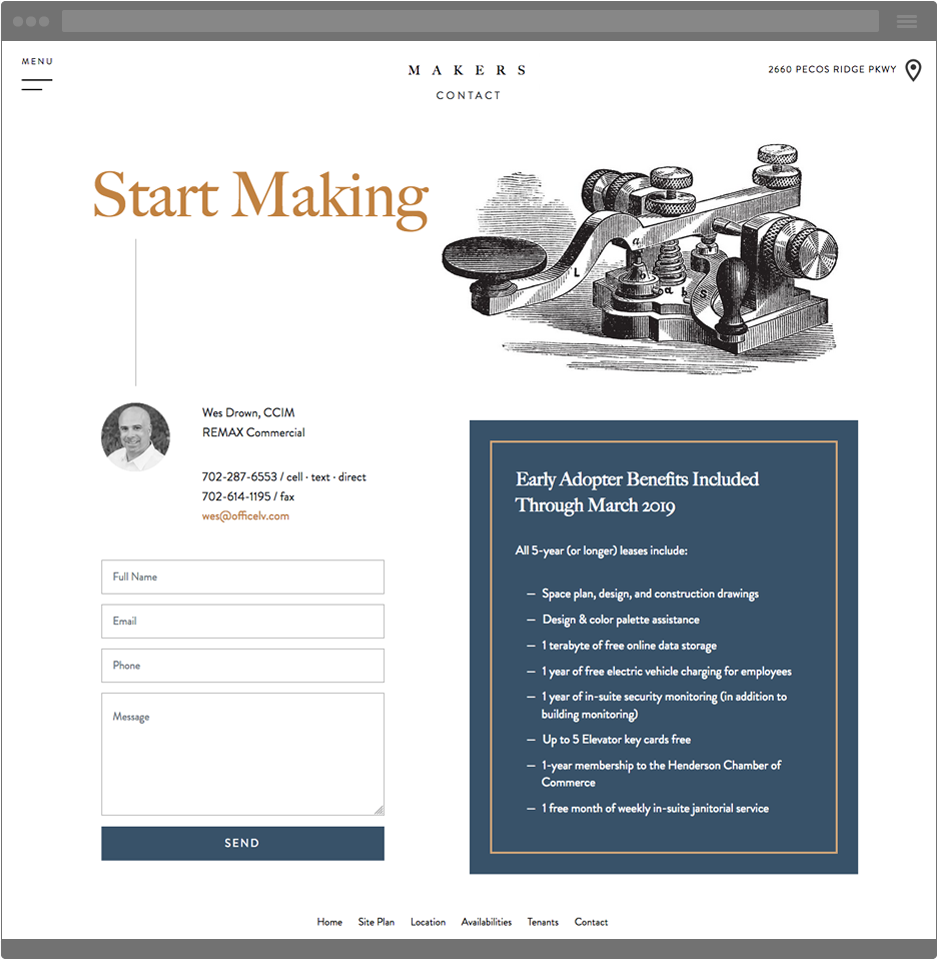 MENU
MAKERS
CONTACT
2660 PECOS RIDGE PKWY
Start Making
a
L
b
r
a
b
S
Wes Drown, CCIM
REMAX Commercial
702-287-6553 / cell · text · direct
702-614-1195 / fax
wes@officelv.com
Full Name
Email
Phone
Message
SEND
Early Adopter Benefits Included
Through March 2019
All 5-year (or longer) leases include:
— Space plan, design, and construction drawings
— Design & color palette assistance
— 1 terabyte of free online data storage
— 1 year of free electric vehicle charging for employees
— 1 year of in-suite security monitoring (in addition to
building monitoring)
— Up to 5 Elevator key cards free
— 1-year membership to the Henderson Chamber of
Commerce
— 1 free month of weekly in-suite janitorial service
Home Site Plan Location Availabilities Tenants Contact